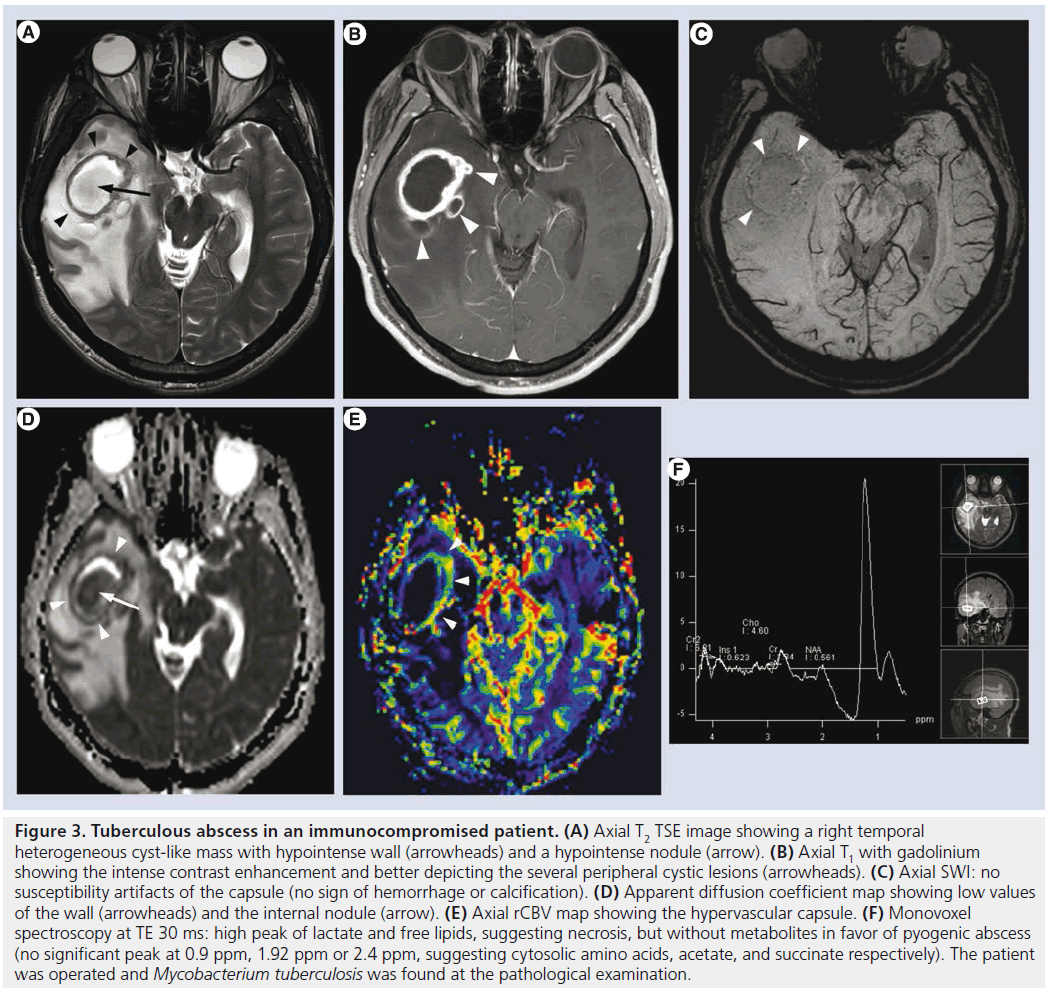 A
B
C
D
E
F
20
15
10
5
0
-5
Cho
I: 4.60
Cr2
Ins 1
I: 0.623
Cr
NAA
I: 0.561
4
3
2
1
ppm
Figure 3. Tuberculous abscess in an immunocompromised patient. (A) Axial T2 TSE image showing a right temporal
heterogeneous cyst-like mass with hypointense wall (arrowheads) and a hypointense nodule (arrow). (B) Axial T1 with gadolinium
showing the intense contrast enhancement and better depicting the several peripheral cystic lesions (arrowheads). (C) Axial SWI: no
susceptibility artifacts of the capsule (no sign of hemorrhage or calcification). (D) Apparent diffusion coefficient map showing low values
of the wall (arrowheads) and the internal nodule (arrow). (E) Axial rCBV map showing the hypervascular capsule. (F) Monovoxel
spectroscopy at TE 30 ms: high peak of lactate and free lipids, suggesting necrosis, but without metabolites in favor of pyogenic abscess
(no significant peak at 0.9 ppm, 1.92 ppm or 2.4 ppm, suggesting cytosolic amino acids, acetate, and succinate respectively). The patient
was operated and Mycobacterium tuberculosis was found at the pathological examination.